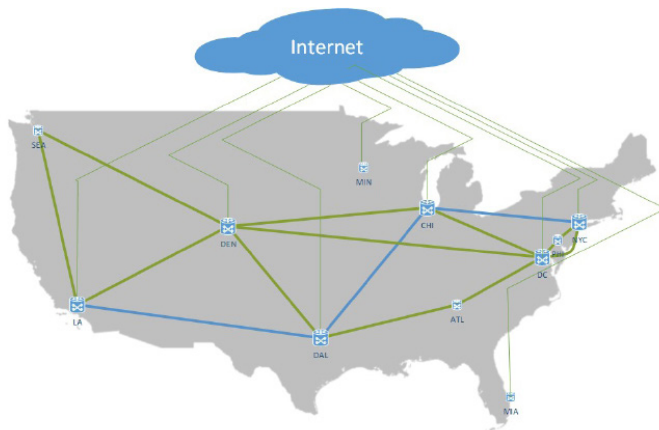 Internet
SEA
MIN
DEN
CHI
NYC
DC
LA
DAL
ATL
MIA